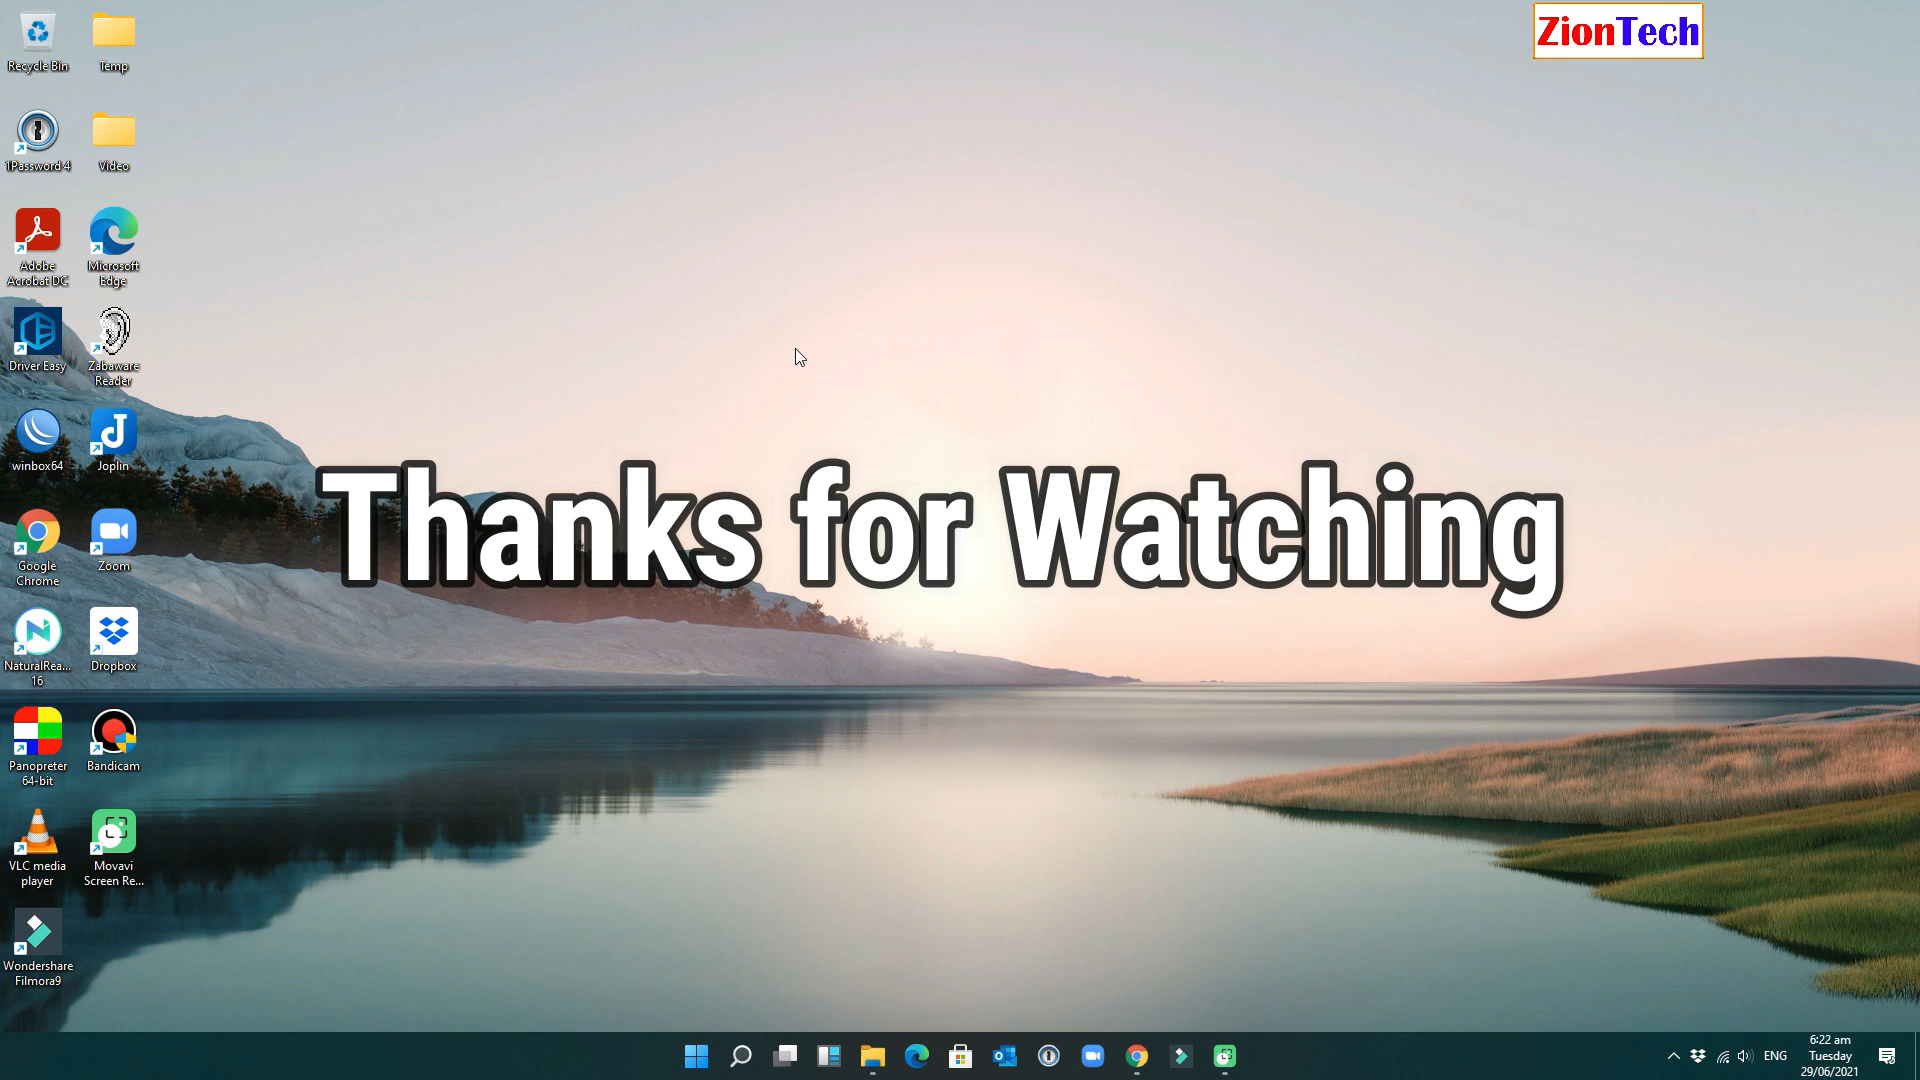 ZionTech
Recycle Bin
Temp
1Password 4
Video
Adobe
Acrobat DC
Microsoft
Edge
Driver Easy
Zabaware
Reader
winbox64
Joplin
Thanks for Watching
Google
Chrome
Zoom
NaturalRea...
16
Dropbox
Panopreter
64-bit
Bandicam
VLC media
player
Movavi
Screen Re...
Wondershare
Filmora9
ENG
6:22 am
Tuesday
29/06/2021